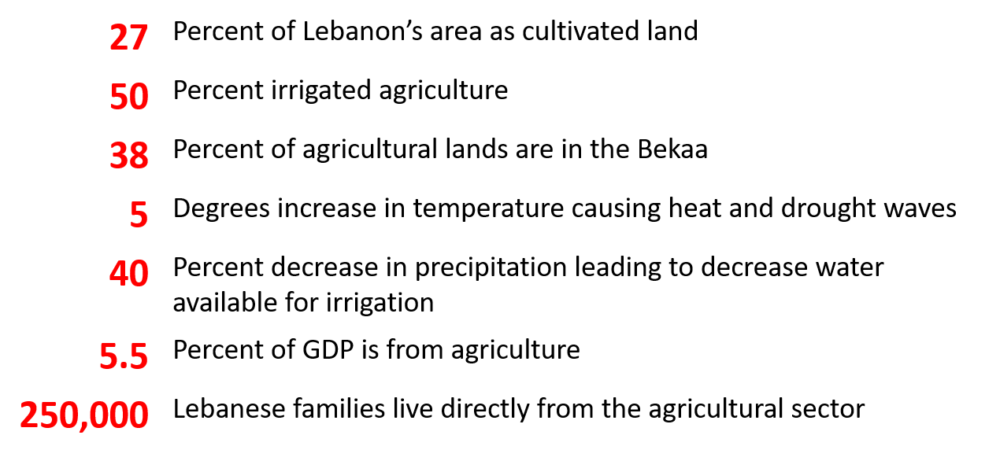 27 Percent of Lebanon’s area as cultivated land
50 Percent irrigated agriculture
38 Percent of agricultural lands are in the Bekaa
5 Degrees increase in temperature causing heat and drought waves
40 Percent decrease in precipitation leading to decrease water
available for irrigation
5.5 Percent of GDP is from agriculture
250,000 Lebanese families live directly from the agricultural sector